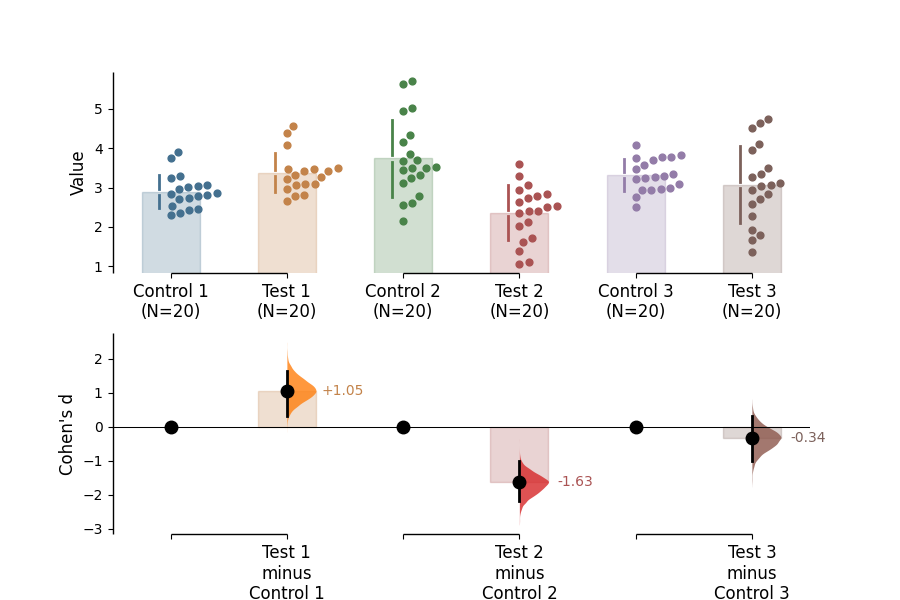 Value
5
4
3
2
1
Control 1
(N=20)
Test 1
(N=20)
Control 2
(N=20)
Test 2
(N=20)
Control 3
(N=20)
Test 3
(N=20)
Cohen's d
2
1
0
−1
−2
−3
+1.05
-1.63
-0.34
Test 1
minus
Control 1
Test 2
minus
Control 2
Test 3
minus
Control 3